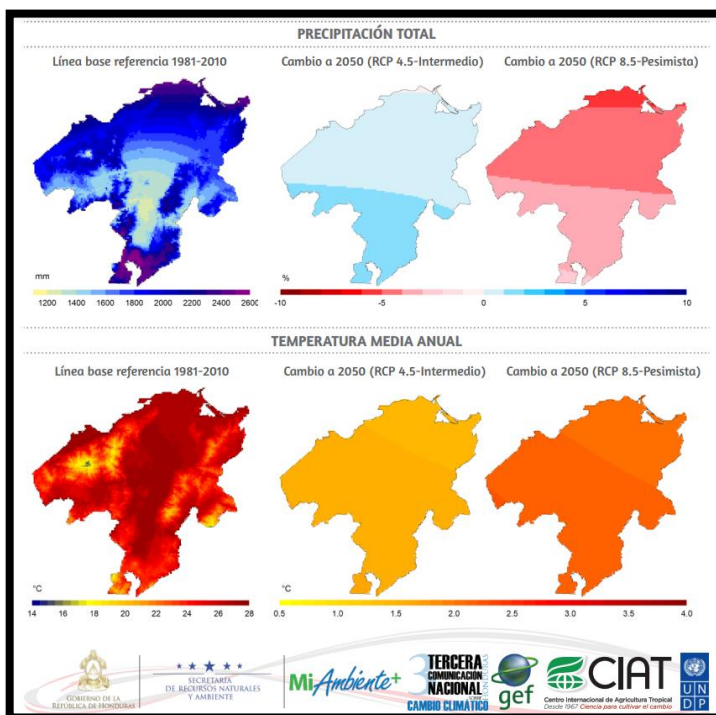 PRECIPITACIÓN TOTAL
Línea base referencia 1981-2010
Cambio a 2050 (RCP 4.5-Intermedio)
Cambio a 2050 (RCP 8.5-Pesimista)
mm
1200 1400 1600 1800 2000 2200 2400 2600
%
-10 -5 0 5 10
TEMPERATURA MEDIA ANUAL
Línea base referencia 1981-2010
Cambio a 2050 (RCP 4.5-Intermedio)
Cambio a 2050 (RCP 8.5-Pesimista)
°C
14 16 18 20 22 24 26 28
°C
0.5 1.0 1.5 2.0 2.5 3.0 3.5 4.0
GOBIERNO DE LA
REPÚBLICA DE HONDURAS
SECRETARÍA
DE RECURSOS NATURALES
Y AMBIENTE
MiAmbiente+
3 TERCERA
COMUNICACIÓN
NACIONAL
SOBRE
CAMBIO CLIMÁTICO
HONDURAS
gef
CIAT
Centro Internacional de Agricultura Tropical
Desde 1967 Ciencia para cultivar el cambio
U N
D P